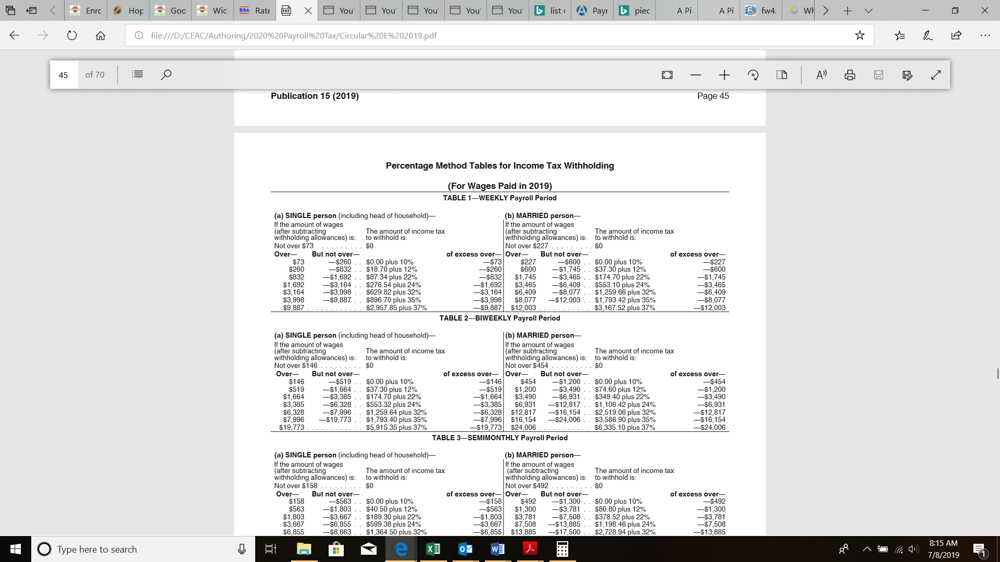 Enrc Hop Goc Wic SSA Rate PDF You' You' You' You' You' list c Payr piec A Pi A Pi fw4. Wh
file:///D:/CEAC/Authoring/2020%20Payroll%20Tax/Circular%20E%202019.pdf
45 of 70
Publication 15 (2019) Page 45
Percentage Method Tables for Income Tax Withholding
(For Wages Paid in 2019)
TABLE 1—WEEKLY Payroll Period
(a) SINGLE person (including head of household)— (b) MARRIED person—
If the amount of wages If the amount of wages
(after subtracting The amount of income tax (after subtracting The amount of income tax
withholding allowances) is: to withhold is: withholding allowances) is: to withhold is:
Not over $73 . . . . . . . . . . $0 Not over $227 . . . . . . . . . $0
Over— But not over— of excess over— Over— But not over— of excess over—
$73 —$260 . . $0.00 plus 10% —$73 $227 —$600 . . $0.00 plus 10% —$227
$260 —$832 . . $18.70 plus 12% —$260 $600 —$1,745 . . $37.30 plus 12% —$600
$832 —$1,692 . . $87.34 plus 22% —$832 $1,745 —$3,465 . . $174.70 plus 22% —$1,745
$1,692 —$3,164 . . $276.54 plus 24% —$1,692 $3,465 —$6,409 . . $553.10 plus 24% —$3,465
$3,164 —$3,998 . . $629.82 plus 32% —$3,164 $6,409 —$8,077 . . $1,259.66 plus 32% —$6,409
$3,998 —$9,887 . . $896.70 plus 35% —$3,998 $8,077 —$12,003 . . $1,793.42 plus 35% —$8,077
$9,887 . . . . . . . . . . . . $2,957.85 plus 37% —$9,887 $12,003 . . . . . . . . . . . $3,167.52 plus 37% —$12,003
TABLE 2—BIWEEKLY Payroll Period
(a) SINGLE person (including head of household)— (b) MARRIED person—
If the amount of wages If the amount of wages
(after subtracting The amount of income tax (after subtracting The amount of income tax
withholding allowances) is: to withhold is: withholding allowances) is: to withhold is:
Not over $146 . . . . . . . . . $0 Not over $454 . . . . . . . . . $0
Over— But not over— of excess over— Over— But not over— of excess over—
$146 —$519 . . $0.00 plus 10% —$146 $454 —$1,200 . . $0.00 plus 10% —$454
$519 —$1,664 . . $37.30 plus 12% —$519 $1,200 —$3,490 . . $74.60 plus 12% —$1,200
$1,664 —$3,385 . . $174.70 plus 22% —$1,664 $3,490 —$6,931 . . $349.40 plus 22% —$3,490
$3,385 —$6,328 . . $553.32 plus 24% —$3,385 $6,931 —$12,817 . . $1,106.42 plus 24% —$6,931
$6,328 —$7,996 . . $1,259.64 plus 32% —$6,328 $12,817 —$16,154 . . $2,519.06 plus 32% —$12,817
$7,996 —$19,773 . . $1,793.40 plus 35% —$7,996 $16,154 —$24,006 . . $3,586.90 plus 35% —$16,154
$19,773 . . . . . . . . . . . . $5,915.35 plus 37% —$19,773 $24,006 . . . . . . . . . . . $6,335.10 plus 37% —$24,006
TABLE 3—SEMIMONTHLY Payroll Period
(a) SINGLE person (including head of household)— (b) MARRIED person—
If the amount of wages If the amount of wages
(after subtracting The amount of income tax (after subtracting The amount of income tax
withholding allowances) is: to withhold is: withholding allowances) is: to withhold is:
Not over $158 . . . . . . . . . $0 Not over $492 . . . . . . . . . $0
Over— But not over— of excess over— Over— But not over— of excess over—
$158 —$563 . . $0.00 plus 10% —$158 $492 —$1,300 . . $0.00 plus 10% —$492
$563 —$1,803 . . $40.50 plus 12% —$563 $1,300 —$3,781 . . $80.80 plus 12% —$1,300
$1,803 —$3,667 . . $189.30 plus 22% —$1,803 $3,781 —$7,508 . . $378.52 plus 22% —$3,781
$3,667 —$6,855 . . $599.38 plus 24% —$3,667 $7,508 —$13,885 . . $1,198.46 plus 24% —$7,508
$6,855 —$8,663 . . $1,364.50 plus 32% —$6,855 $13,885 —$17,500 . . $2,728.94 plus 32% —$13,885
Type here to search
8:15 AM
7/8/2019
1